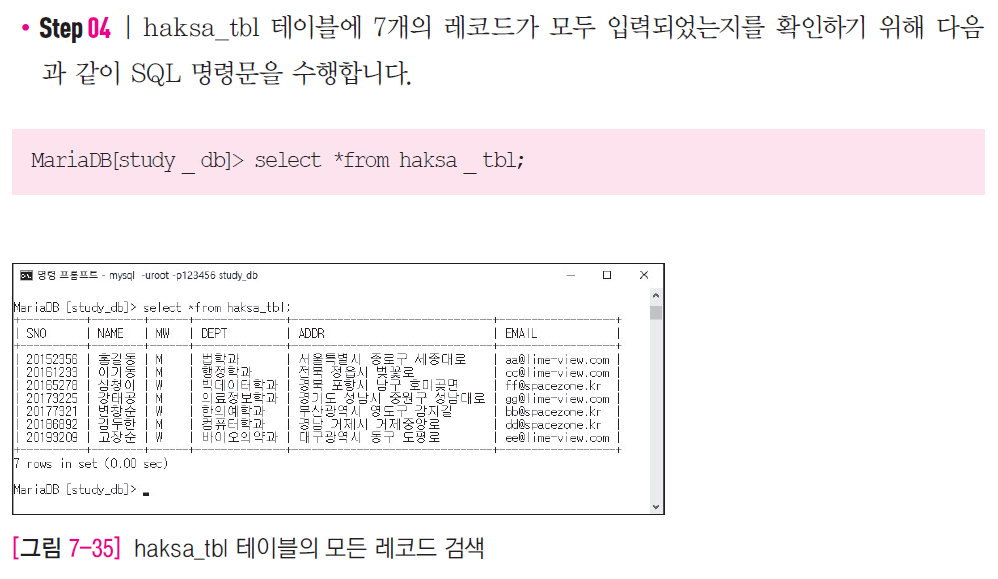 • Step 04 | haksa_tbl 테이블에 7개의 레코드가 모두 입력되었는지를 확인하기 위해 다음
과 같이 SQL 명령문을 수행합니다.
MariaDB[study _ db]> select *from haksa _ tbl;
명령 프롬프트 - mysql -uroot -p123456 study_db
MariaDB [study_db]> select *from haksa_tbl;
| SNO | NAME | MW | DEPT | ADDR | EMAIL |
| 20152356 | 홍길동 | M | 법학과 | 서울특별시 종로구 세종대로 | aa@lime-view.com |
| 20161233 | 이기동 | M | 행정학과 | 전북 정읍시 벚꽃로 | cc@lime-view.com |
| 20165278 | 심청이 | W | 빅데이터학과 | 경북 포항시 남구 호미곶면 | ff@spacezone.kr |
| 20173225 | 강태공 | M | 의료정보학과 | 경기도 성남시 중원구 성남대로 | gg@lime-view.com |
| 20177321 | 변창순 | W | 한의예학과 | 부산광역시 영도구 감지길 | bb@spacezone.kr |
| 20186892 | 김두한 | M | 컴퓨터학과 | 경남 거제시 거제중앙로 | dd@spacezone.kr |
| 20193209 | 고장순 | W | 바이오의약과 | 대구광역시 동구 도평로 | ee@lime-view.com |
7 rows in set (0.00 sec)
MariaDB [study_db]>
[그림 7-35] haksa_tbl 테이블의 모든 레코드 검색